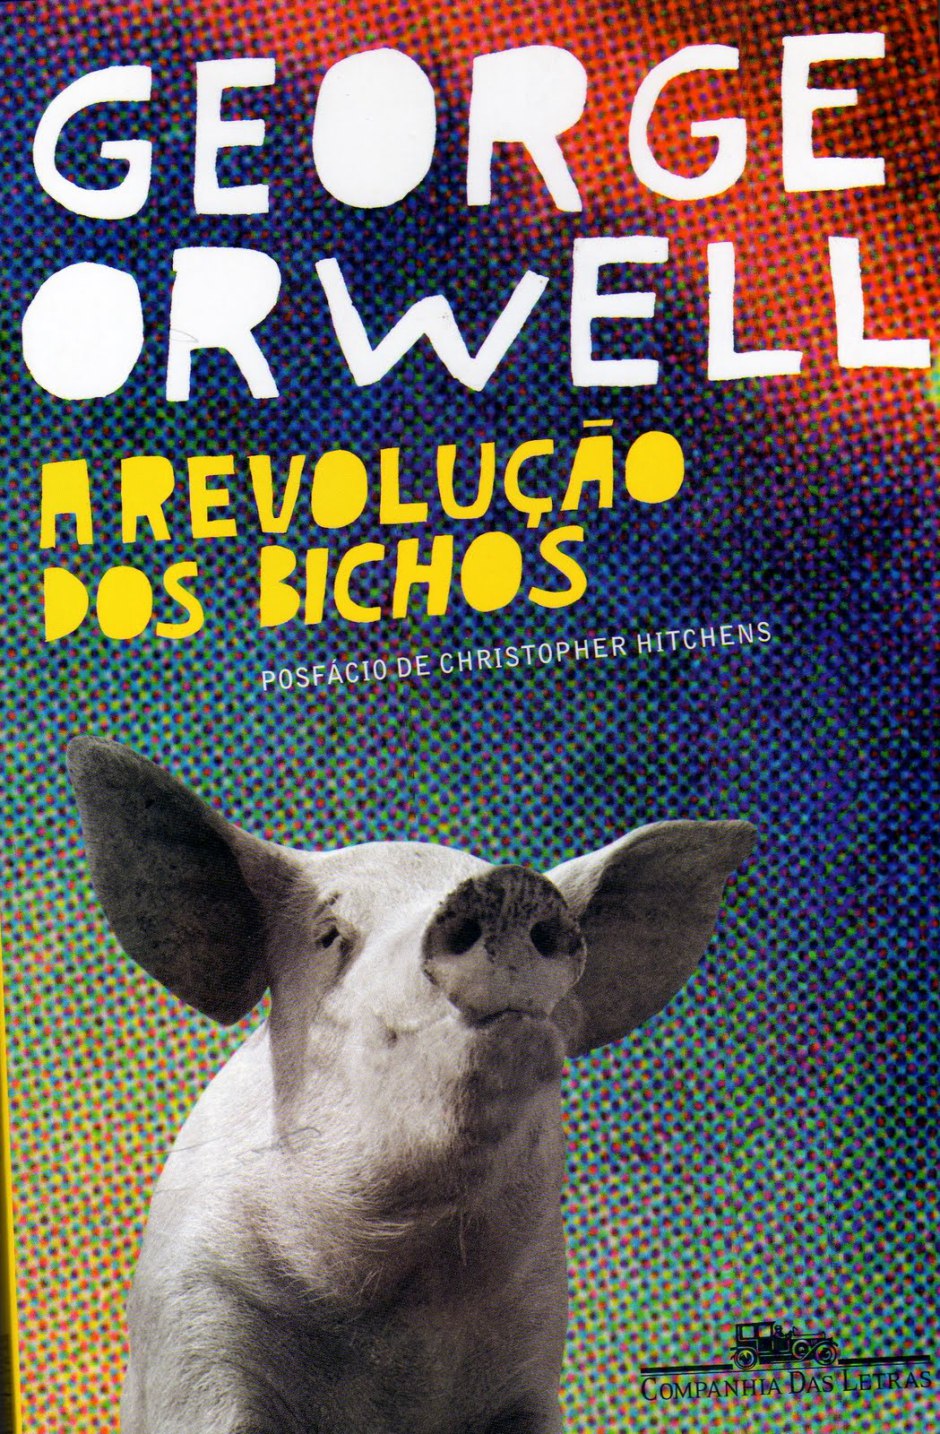 GEORGE
ORWELL
A REVOLUÇÃO
DOS BICHOS
POSFÁCIO DE CHRISTOPHER HITCHENS
COMPANHIA DAS LETRAS